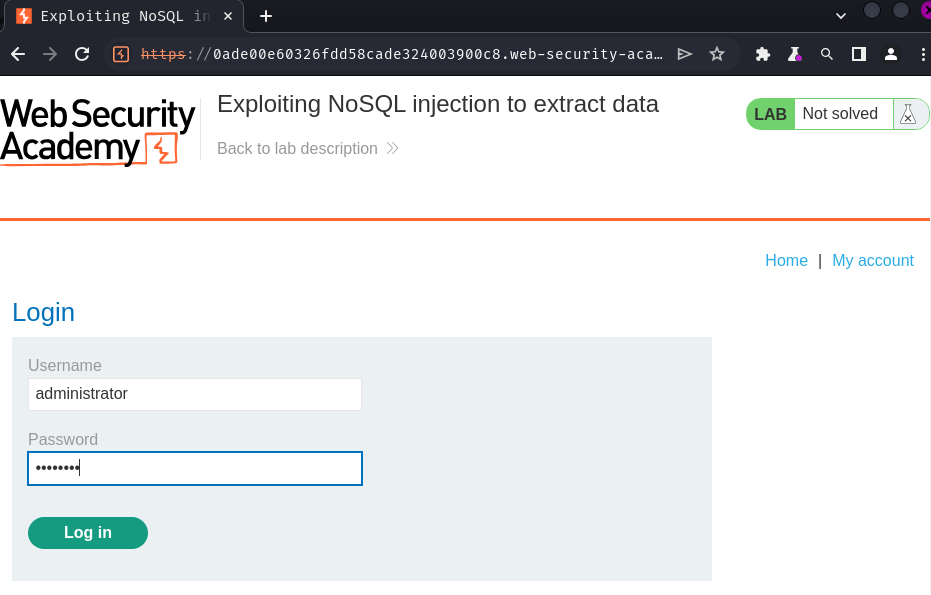 Exploiting NoSQL in
https://0ade00e60326fdd58cade324003900c8.web-security-aca…
Web Security
Academy
Exploiting NoSQL injection to extract data
Back to lab description
LAB Not solved
Home | My account
Login
Username
administrator
Password
••••••••
Log in